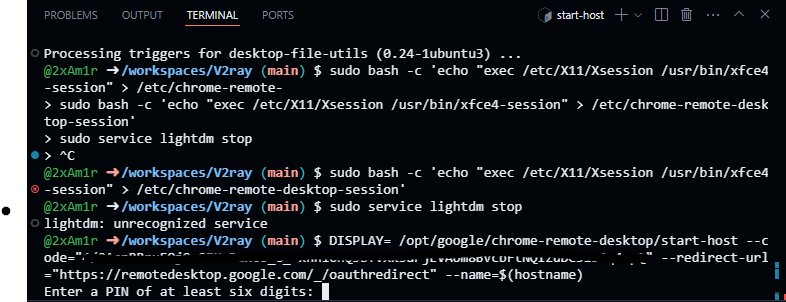 PROBLEMS OUTPUT TERMINAL PORTS start-host
Processing triggers for desktop-file-utils (0.24-1ubuntu3) ...
@2xAm1r ➜/workspaces/V2ray (main) $ sudo bash -c 'echo "exec /etc/X11/Xsession /usr/bin/xfce4
-session" > /etc/chrome-remote-
> sudo bash -c 'echo "exec /etc/X11/Xsession /usr/bin/xfce4-session" > /etc/chrome-remote-desk
top-session'
> sudo service lightdm stop
> ^C
@2xAm1r ➜/workspaces/V2ray (main) $ sudo bash -c 'echo "exec /etc/X11/Xsession /usr/bin/xfce4
-session" > /etc/chrome-remote-desktop-session'
@2xAm1r ➜/workspaces/V2ray (main) $ sudo service lightdm stop
lightdm: unrecognized service
@2xAm1r ➜/workspaces/V2ray (main) $ DISPLAY= /opt/google/chrome-remote-desktop/start-host --c
ode=" " --redirect-url
="https://remotedesktop.google.com/_/oauthredirect" --name=$(hostname)
Enter a PIN of at least six digits: